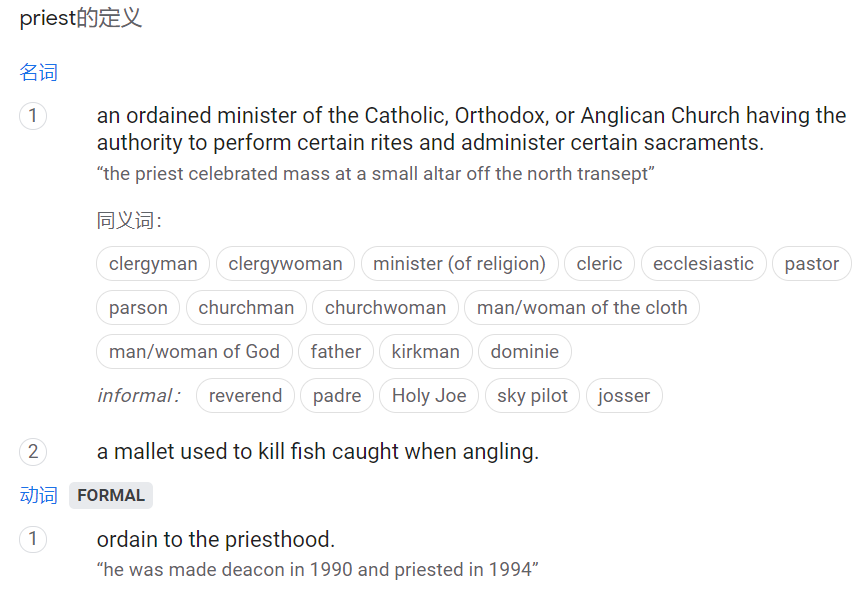 priest的定义
名词
1 an ordained minister of the Catholic, Orthodox, or Anglican Church having the
authority to perform certain rites and administer certain sacraments.
“the priest celebrated mass at a small altar off the north transept”
同义词：
clergyman clergywoman minister (of religion) cleric ecclesiastic pastor
parson churchman churchwoman man/woman of the cloth
man/woman of God father kirkman dominie
informal： reverend padre Holy Joe sky pilot josser
2 a mallet used to kill fish caught when angling.
动词 FORMAL
1 ordain to the priesthood.
“he was made deacon in 1990 and priested in 1994”